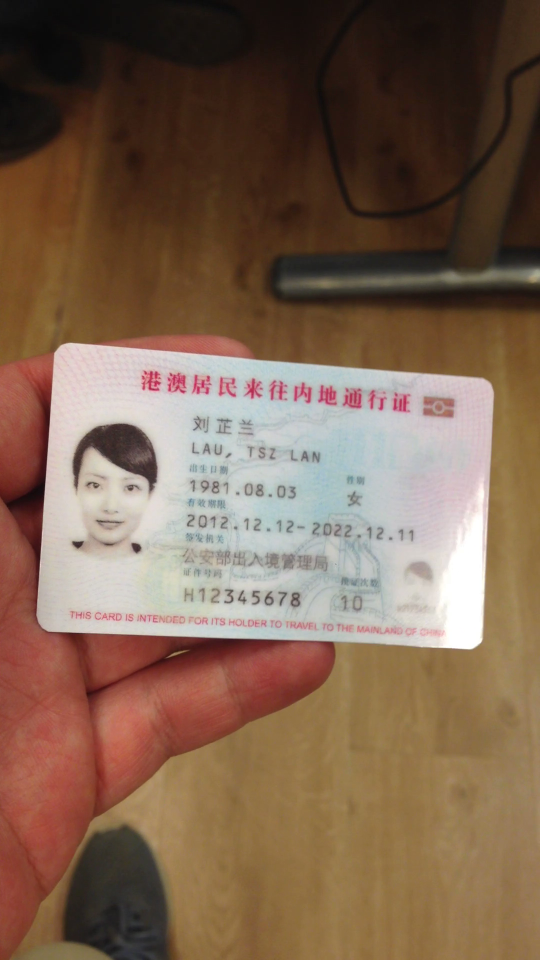 港澳居民来往内地通行证
刘芷兰
LAU, TSZ LAN
出生日期 性别
1981.08.03 女
有效期限
2012.12.12-2022.12.11
签发机关
公安部出入境管理局
证件号码 换证次数
H12345678 10
THIS CARD IS INTENDED FOR ITS HOLDER TO TRAVEL TO THE MAINLAND OF CHINA